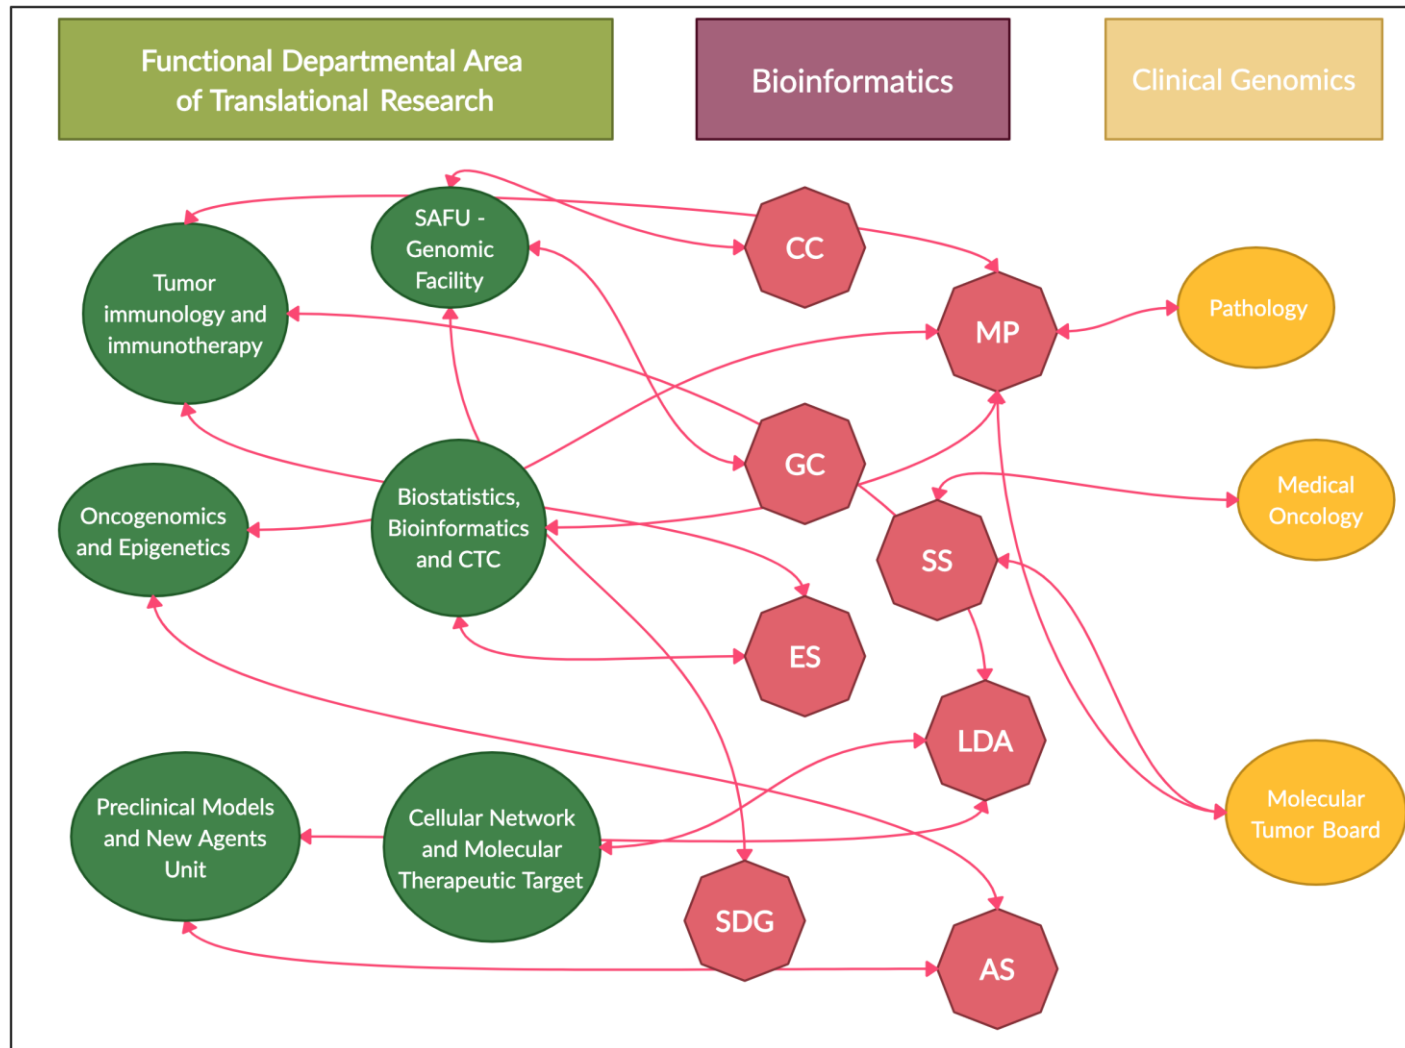 Functional Departmental Area
of Translational Research
Bioinformatics
Clinical Genomics
SAFU -
Genomic
Facility
CC
Tumor
immunology and
immunotherapy
MP
Pathology
GC
Biostatistics,
Bioinformatics
and CTC
Oncogenomics
and Epigenetics
SS
Medical
Oncology
ES
LDA
Preclinical Models
and New Agents
Unit
Cellular Network
and Molecular
Therapeutic Target
Molecular
Tumor Board
SDG
AS